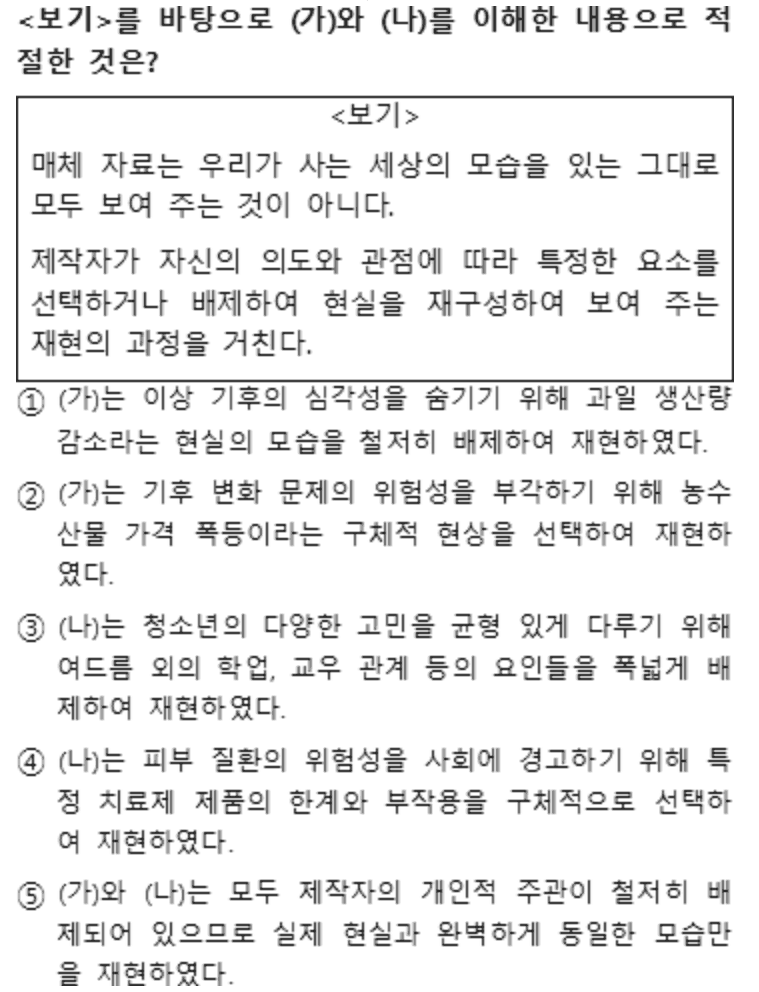 <보기>를 바탕으로 (가)와 (나)를 이해한 내용으로 적
절한 것은?
<보기>
매체 자료는 우리가 사는 세상의 모습을 있는 그대로
모두 보여 주는 것이 아니다.
제작자가 자신의 의도와 관점에 따라 특정한 요소를
선택하거나 배제하여 현실을 재구성하여 보여 주는
재현의 과정을 거친다.
① (가)는 이상 기후의 심각성을 숨기기 위해 과일 생산량
감소라는 현실의 모습을 철저히 배제하여 재현하였다.
② (가)는 기후 변화 문제의 위험성을 부각하기 위해 농수
산물 가격 폭등이라는 구체적 현상을 선택하여 재현하
였다.
③ (나)는 청소년의 다양한 고민을 균형 있게 다루기 위해
여드름 외의 학업, 교우 관계 등의 요인들을 폭넓게 배
제하여 재현하였다.
④ (나)는 피부 질환의 위험성을 사회에 경고하기 위해 특
정 치료제 제품의 한계와 부작용을 구체적으로 선택하
여 재현하였다.
⑤ (가)와 (나)는 모두 제작자의 개인적 주관이 철저히 배
제되어 있으므로 실제 현실과 완벽하게 동일한 모습만
을 재현하였다.